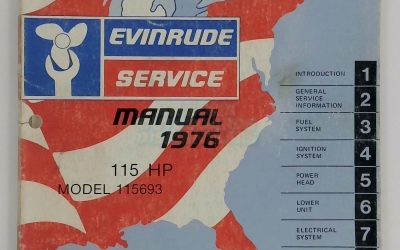 EVINRUDE
SERVICE
MANUAL
1976
115 HP
MODEL 115693
INTRODUCTION 1
GENERAL
SERVICE
INFORMATION 2
FUEL
SYSTEM 3
IGNITION
SYSTEM 4
POWER
HEAD 5
LOWER
UNIT 6
ELECTRICAL
SYSTEM 7